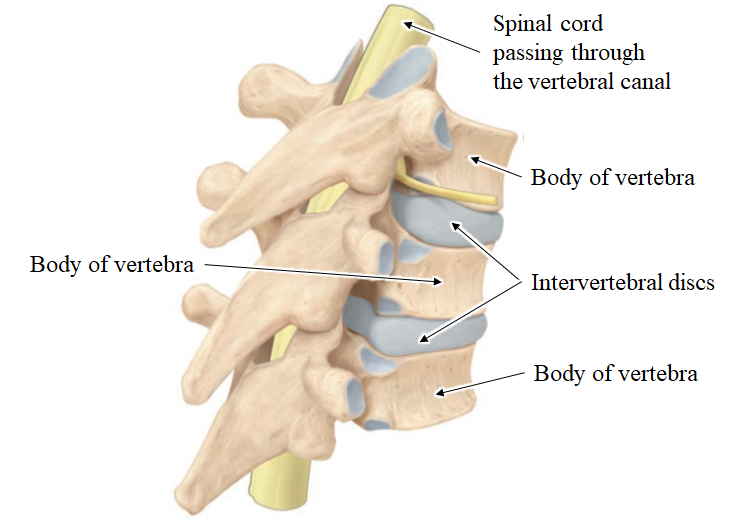 Spinal cord
passing through
the vertebral canal
Body of vertebra
Body of vertebra
Intervertebral discs
Body of vertebra